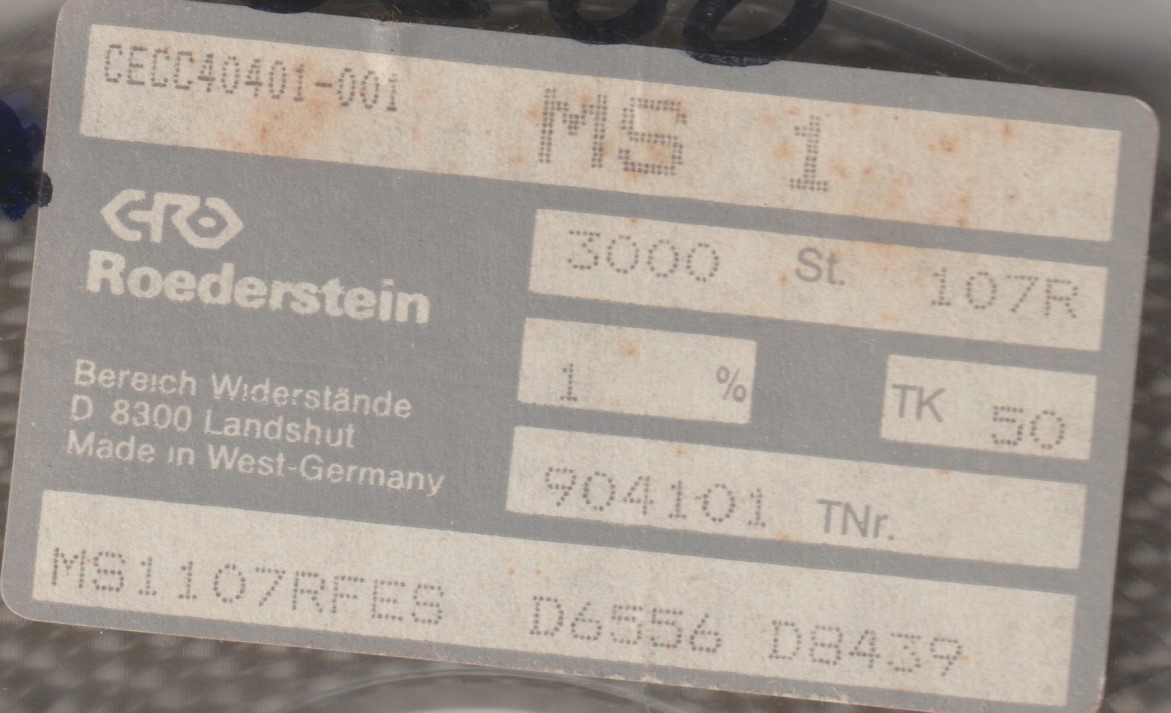 CECC40401-001
MS 1
ERO
Roederstein
3000 St. 107R
1 %
TK 50
Bereich Widerstände
D 8300 Landshut
Made in West-Germany
904101 TNr.
MS1107RFES D6556 D8439